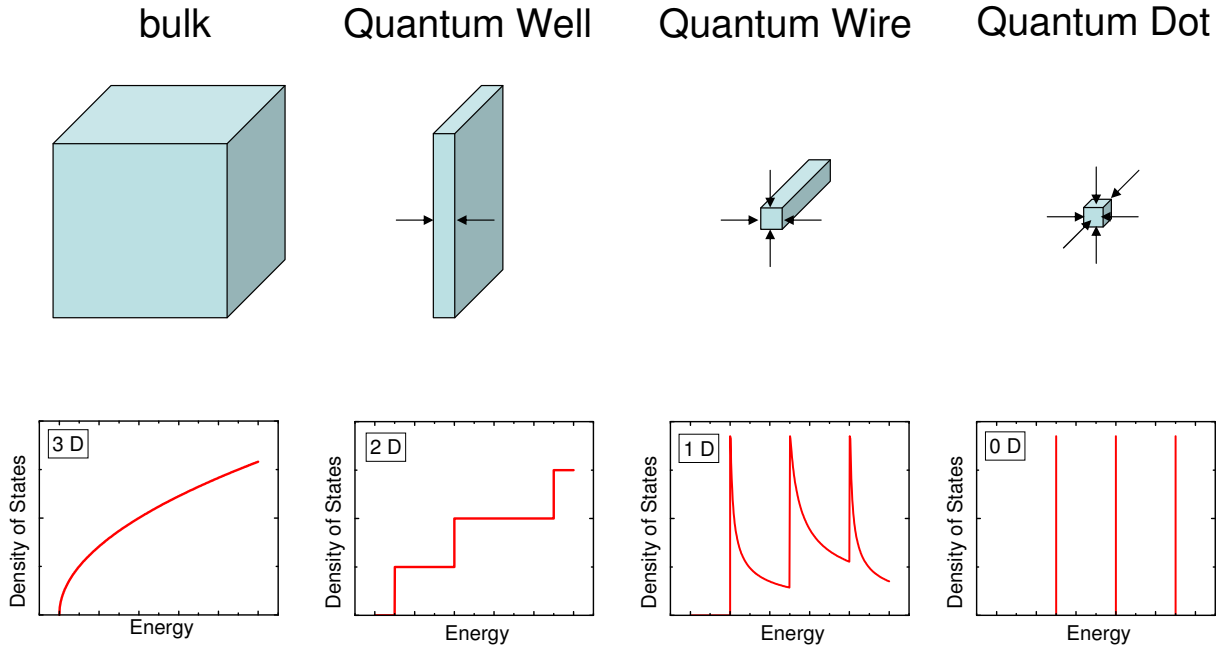 bulk
Quantum Well
Quantum Wire
Quantum Dot
3 D
Density of States
Energy
2 D
Density of States
Energy
1 D
Density of States
Energy
0 D
Density of States
Energy